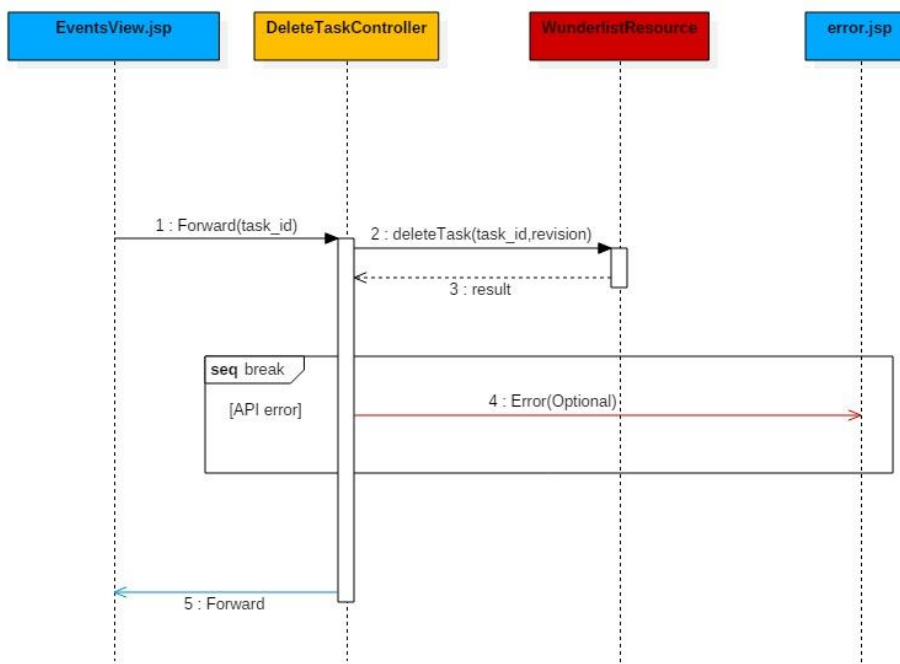 EventsView.jsp
DeleteTaskController
WunderlistResource
error.jsp
1 : Forward(task_id)
2 : deleteTask(task_id,revision)
3 : result
seq break
[API error]
4 : Error(Optional)
5 : Forward